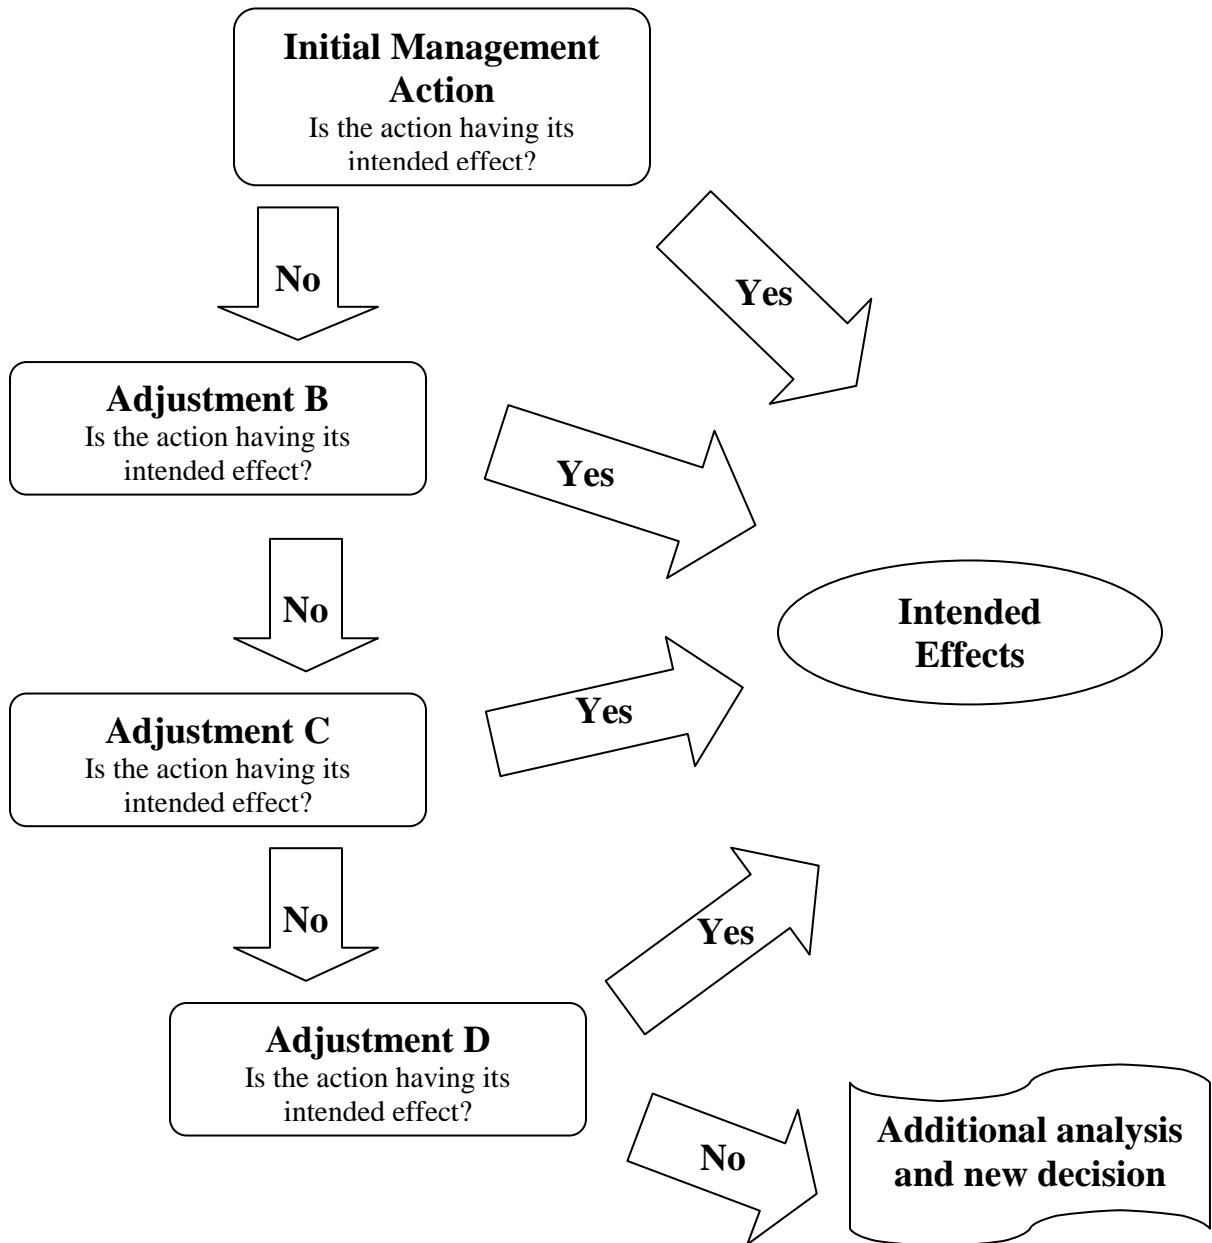 Initial Management
Action
Is the action having its
intended effect?
No
Yes
Adjustment B
Is the action having its
intended effect?
Yes
No
Intended
Effects
Adjustment C
Is the action having its
intended effect?
Yes
No
Yes
Adjustment D
Is the action having its
intended effect?
No
Additional analysis
and new decision